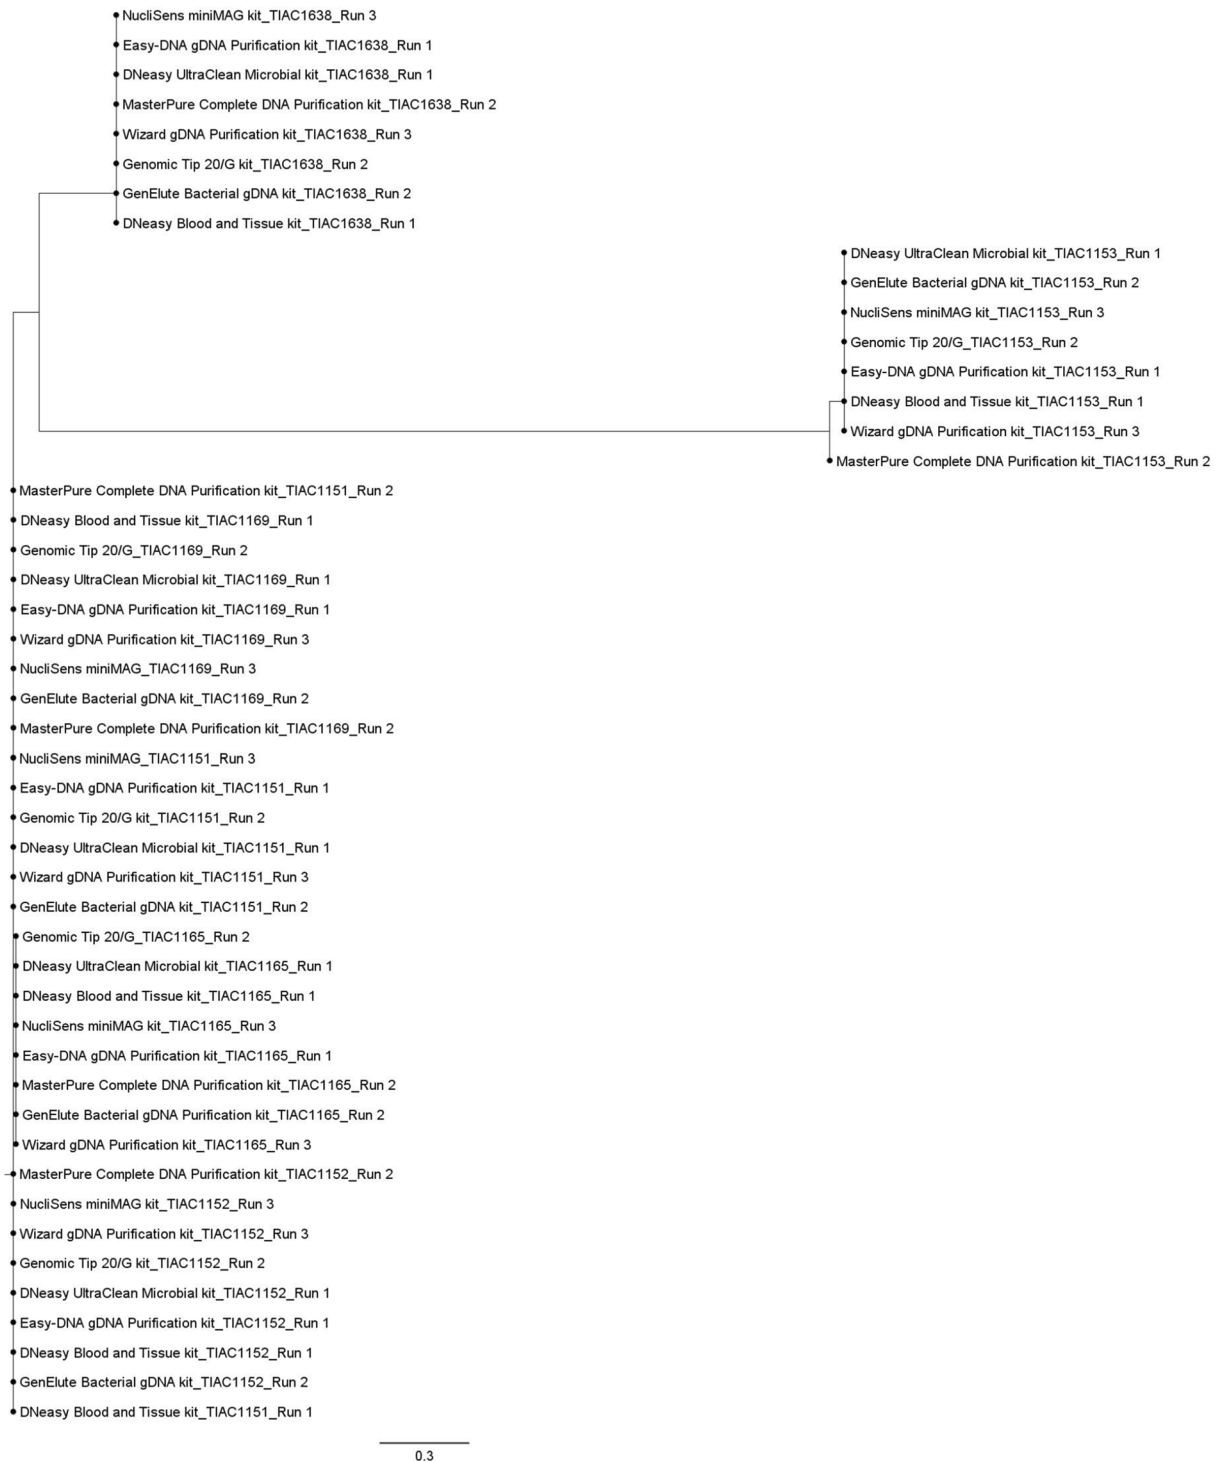 NucliSens miniMAG kit_TIAC1638_Run 3
Easy-DNA gDNA Purification kit_TIAC1638_Run 1
DNeasy UltraClean Microbial kit_TIAC1638_Run 1
MasterPure Complete DNA Purification kit_TIAC1638_Run 2
Wizard gDNA Purification kit_TIAC1638_Run 3
Genomic Tip 20/G kit_TIAC1638_Run 2
GenElute Bacterial gDNA kit_TIAC1638_Run 2
DNeasy Blood and Tissue kit_TIAC1638_Run 1
DNeasy UltraClean Microbial kit_TIAC1153_Run 1
GenElute Bacterial gDNA kit_TIAC1153_Run 2
NucliSens miniMAG kit_TIAC1153_Run 3
Genomic Tip 20/G_TIAC1153_Run 2
Easy-DNA gDNA Purification kit_TIAC1153_Run 1
DNeasy Blood and Tissue kit_TIAC1153_Run 1
Wizard gDNA Purification kit_TIAC1153_Run 3
MasterPure Complete DNA Purification kit_TIAC1153_Run 2
MasterPure Complete DNA Purification kit_TIAC1151_Run 2
DNeasy Blood and Tissue kit_TIAC1169_Run 1
Genomic Tip 20/G_TIAC1169_Run 2
DNeasy UltraClean Microbial kit_TIAC1169_Run 1
Easy-DNA gDNA Purification kit_TIAC1169_Run 1
Wizard gDNA Purification kit_TIAC1169_Run 3
NucliSens miniMAG_TIAC1169_Run 3
GenElute Bacterial gDNA kit_TIAC1169_Run 2
MasterPure Complete DNA Purification kit_TIAC1169_Run 2
NucliSens miniMAG_TIAC1151_Run 3
Easy-DNA gDNA Purification kit_TIAC1151_Run 1
Genomic Tip 20/G kit_TIAC1151_Run 2
DNeasy UltraClean Microbial kit_TIAC1151_Run 1
Wizard gDNA Purification kit_TIAC1151_Run 3
GenElute Bacterial gDNA kit_TIAC1151_Run 2
Genomic Tip 20/G_TIAC1165_Run 2
DNeasy UltraClean Microbial kit_TIAC1165_Run 1
DNeasy Blood and Tissue kit_TIAC1165_Run 1
NucliSens miniMAG kit_TIAC1165_Run 3
Easy-DNA gDNA Purification kit_TIAC1165_Run 1
MasterPure Complete DNA Purification kit_TIAC1165_Run 2
GenElute Bacterial gDNA Purification kit_TIAC1165_Run 2
Wizard gDNA Purification kit_TIAC1165_Run 3
MasterPure Complete DNA Purification kit_TIAC1152_Run 2
NucliSens miniMAG kit_TIAC1152_Run 3
Wizard gDNA Purification kit_TIAC1152_Run 3
Genomic Tip 20/G kit_TIAC1152_Run 2
DNeasy UltraClean Microbial kit_TIAC1152_Run 1
Easy-DNA gDNA Purification kit_TIAC1152_Run 1
DNeasy Blood and Tissue kit_TIAC1152_Run 1
GenElute Bacterial gDNA kit_TIAC1152_Run 2
DNeasy Blood and Tissue kit_TIAC1151_Run 1
0.3